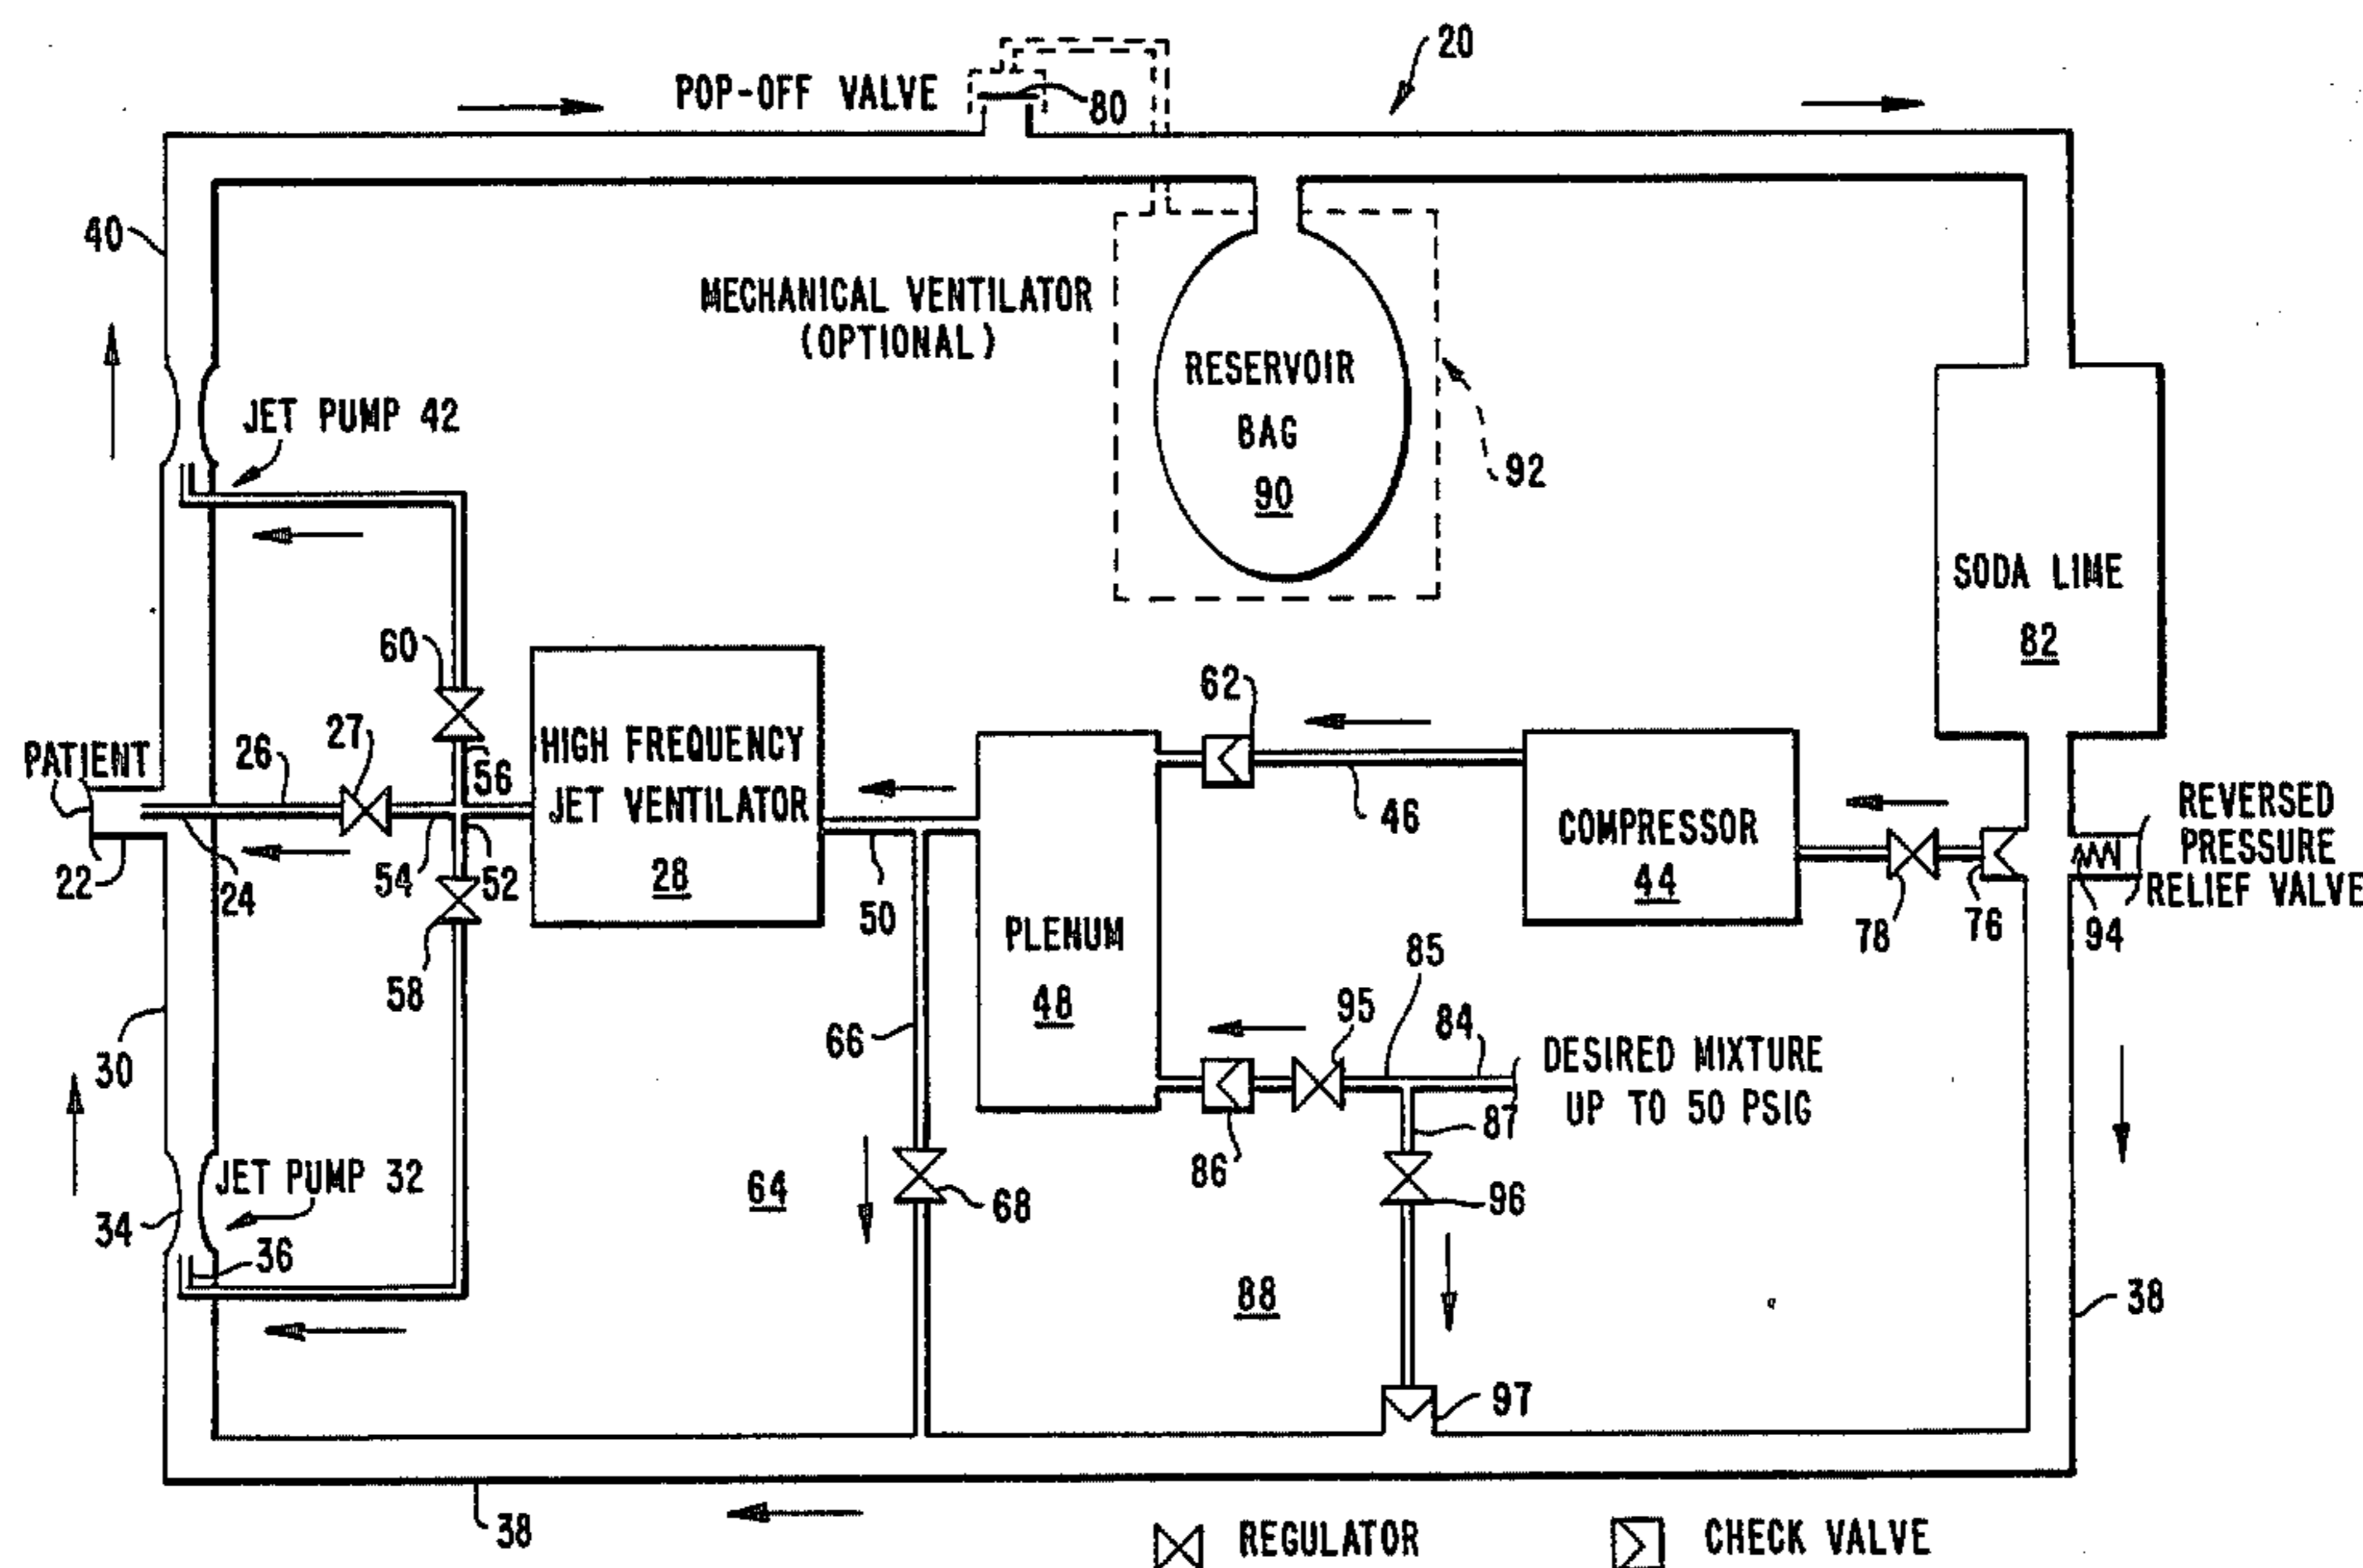 20
POP-OFF VALVE
80
40
MECHANICAL VENTILATOR
(OPTIONAL)
RESERVOIR
BAG
90
92
JET PUMP 42
SODA LIME
82
60
62
HIGH FREQUENCY
JET VENTILATOR
28
PATIENT
26
27
56
46
COMPRESSOR
44
REVERSED
PRESSURE
RELIEF VALVE
22
24
54
52
50
78
76
94
58
PLENUM
48
85
95
84
66
30
DESIRED MIXTURE
UP TO 50 PSIG
87
86
JET PUMP 32
64
68
96
34
36
88
38
97
38
REGULATOR
CHECK VALVE